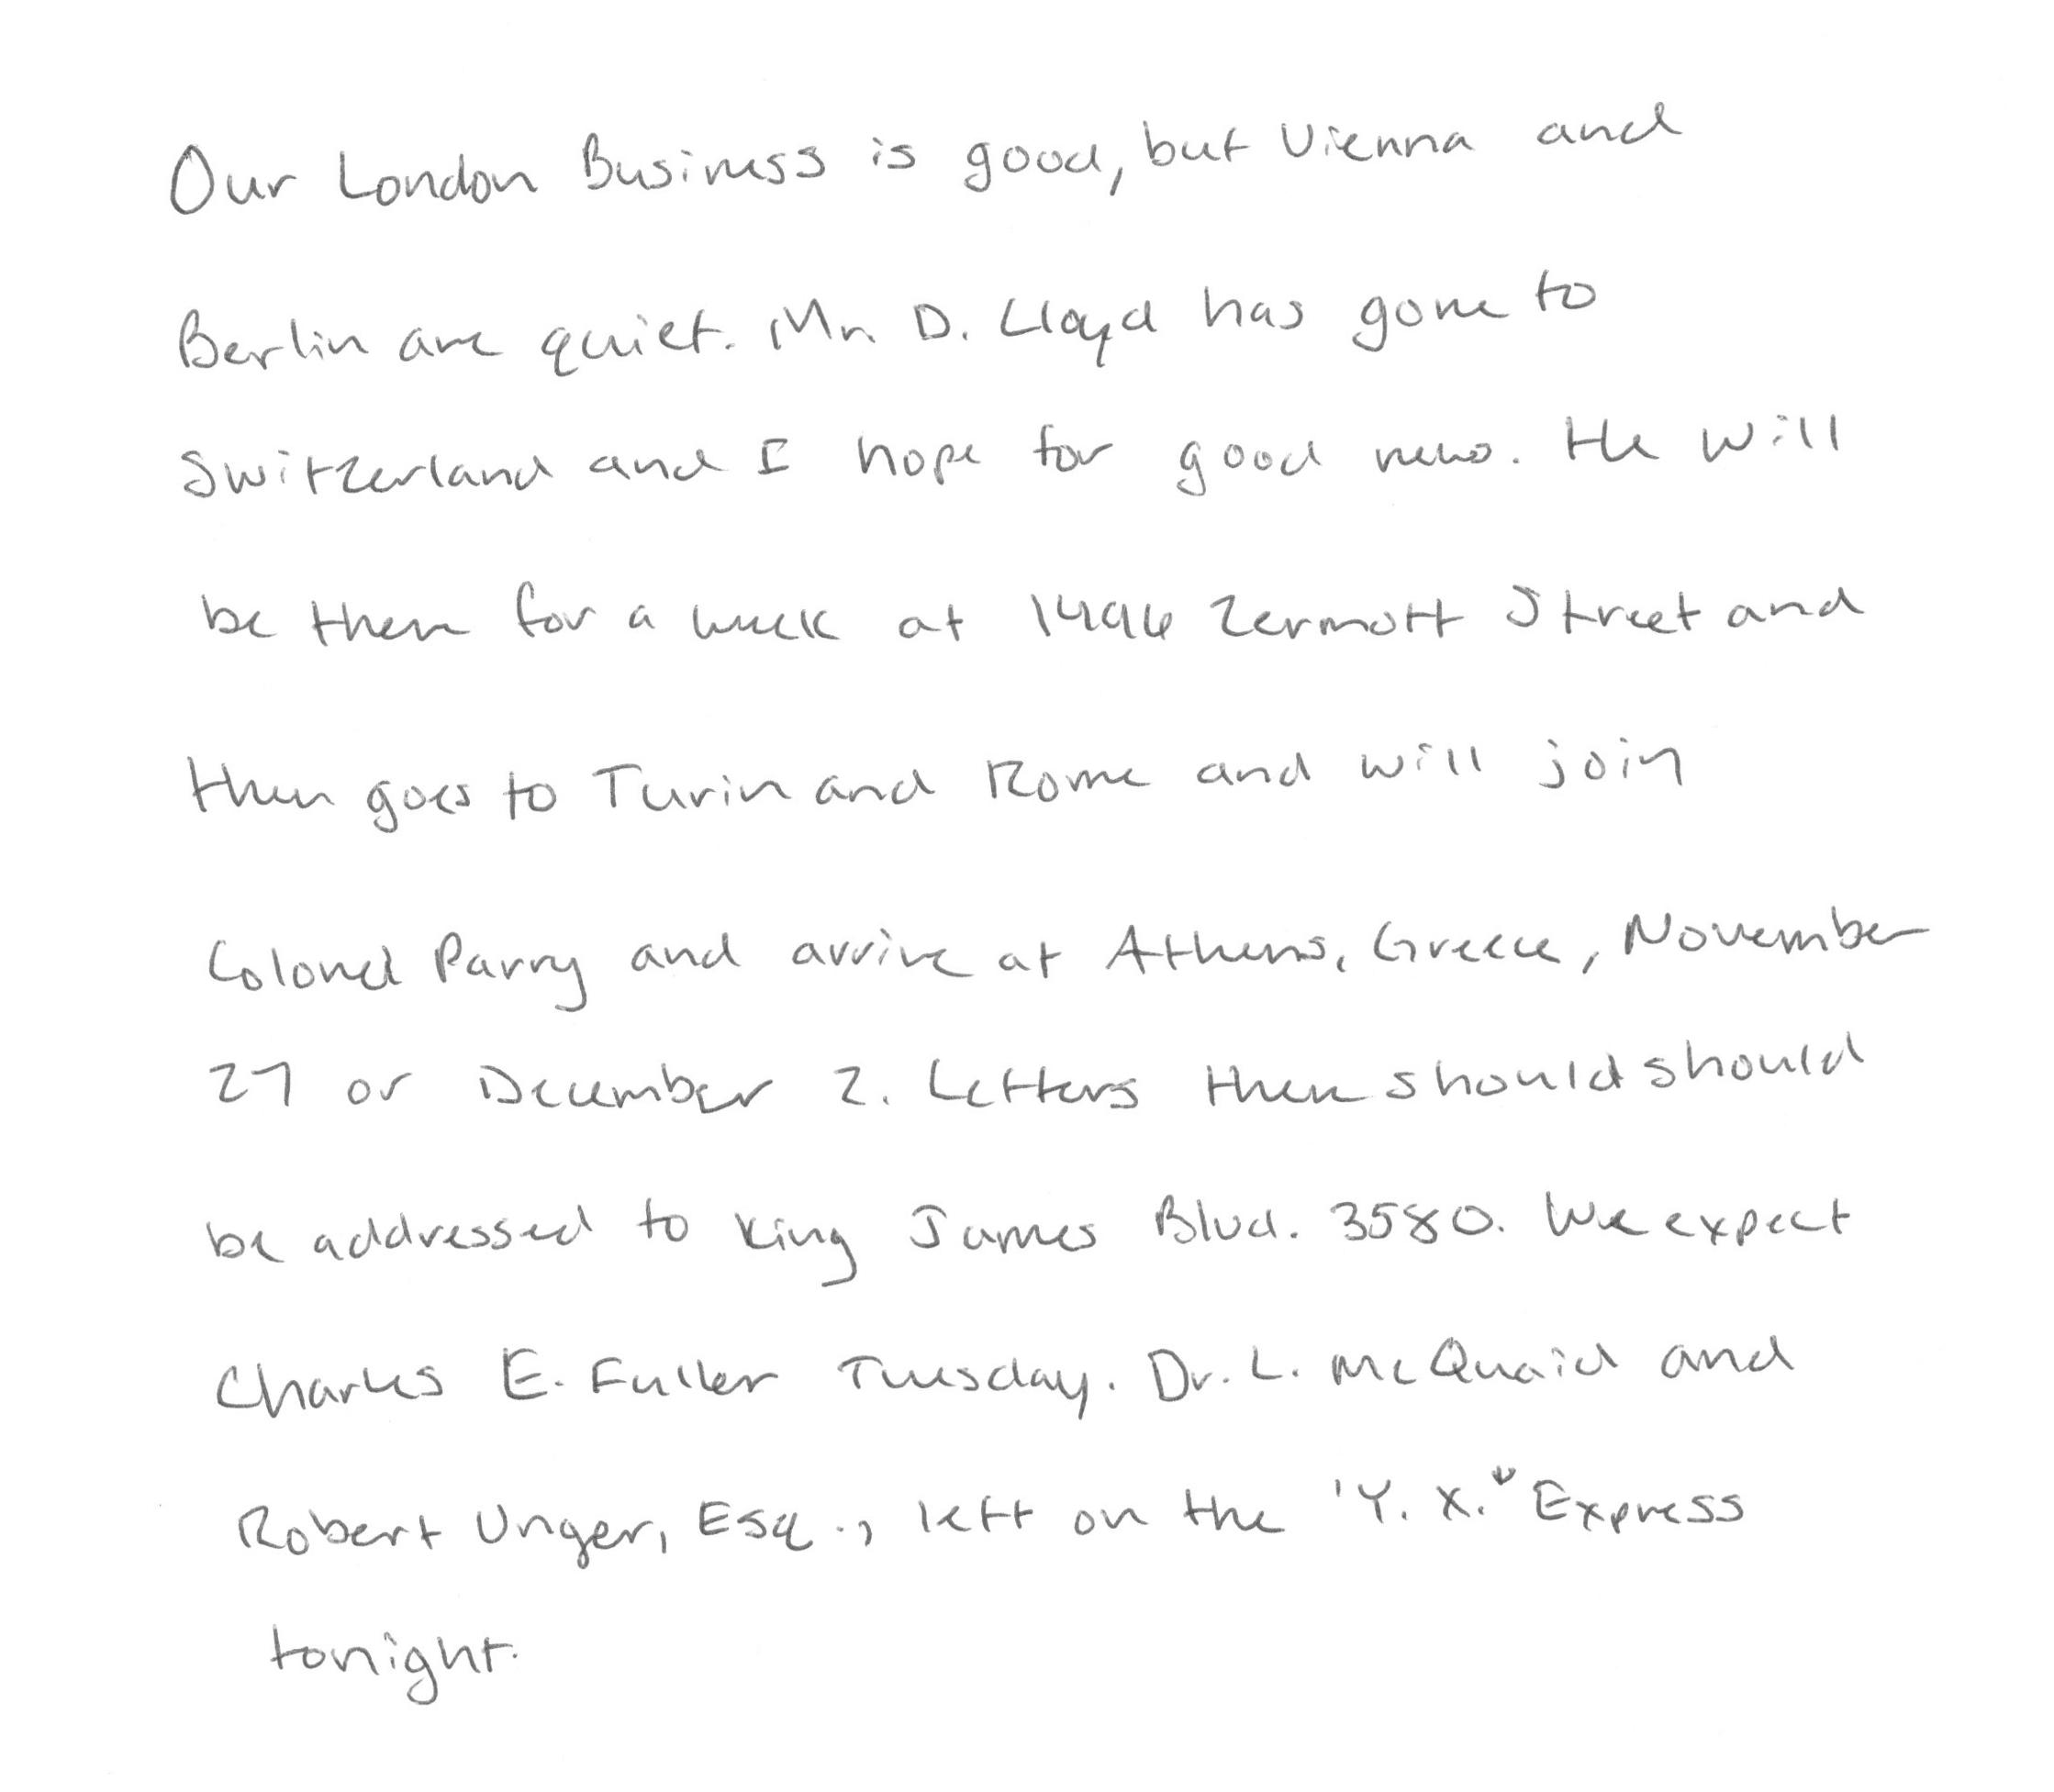 Our London Business is good, but Vienna and
Berlin are quiet. Mr. D. Lloyd has gone to
Switzerland and I hope for good news. He will
be there for a week at 1496 Zermott Street and
then goes to Turin and Rome and will join
Colonel Parry and arrive at Athens, Greece, November
27 or December 2. Letters there should should
be addressed to King James Blvd. 3580. We expect
Charles E. Fuller Tuesday. Dr. L. McQuaid and
Robert Unger, Esq., left on the 'Y. X." Express
tonight.